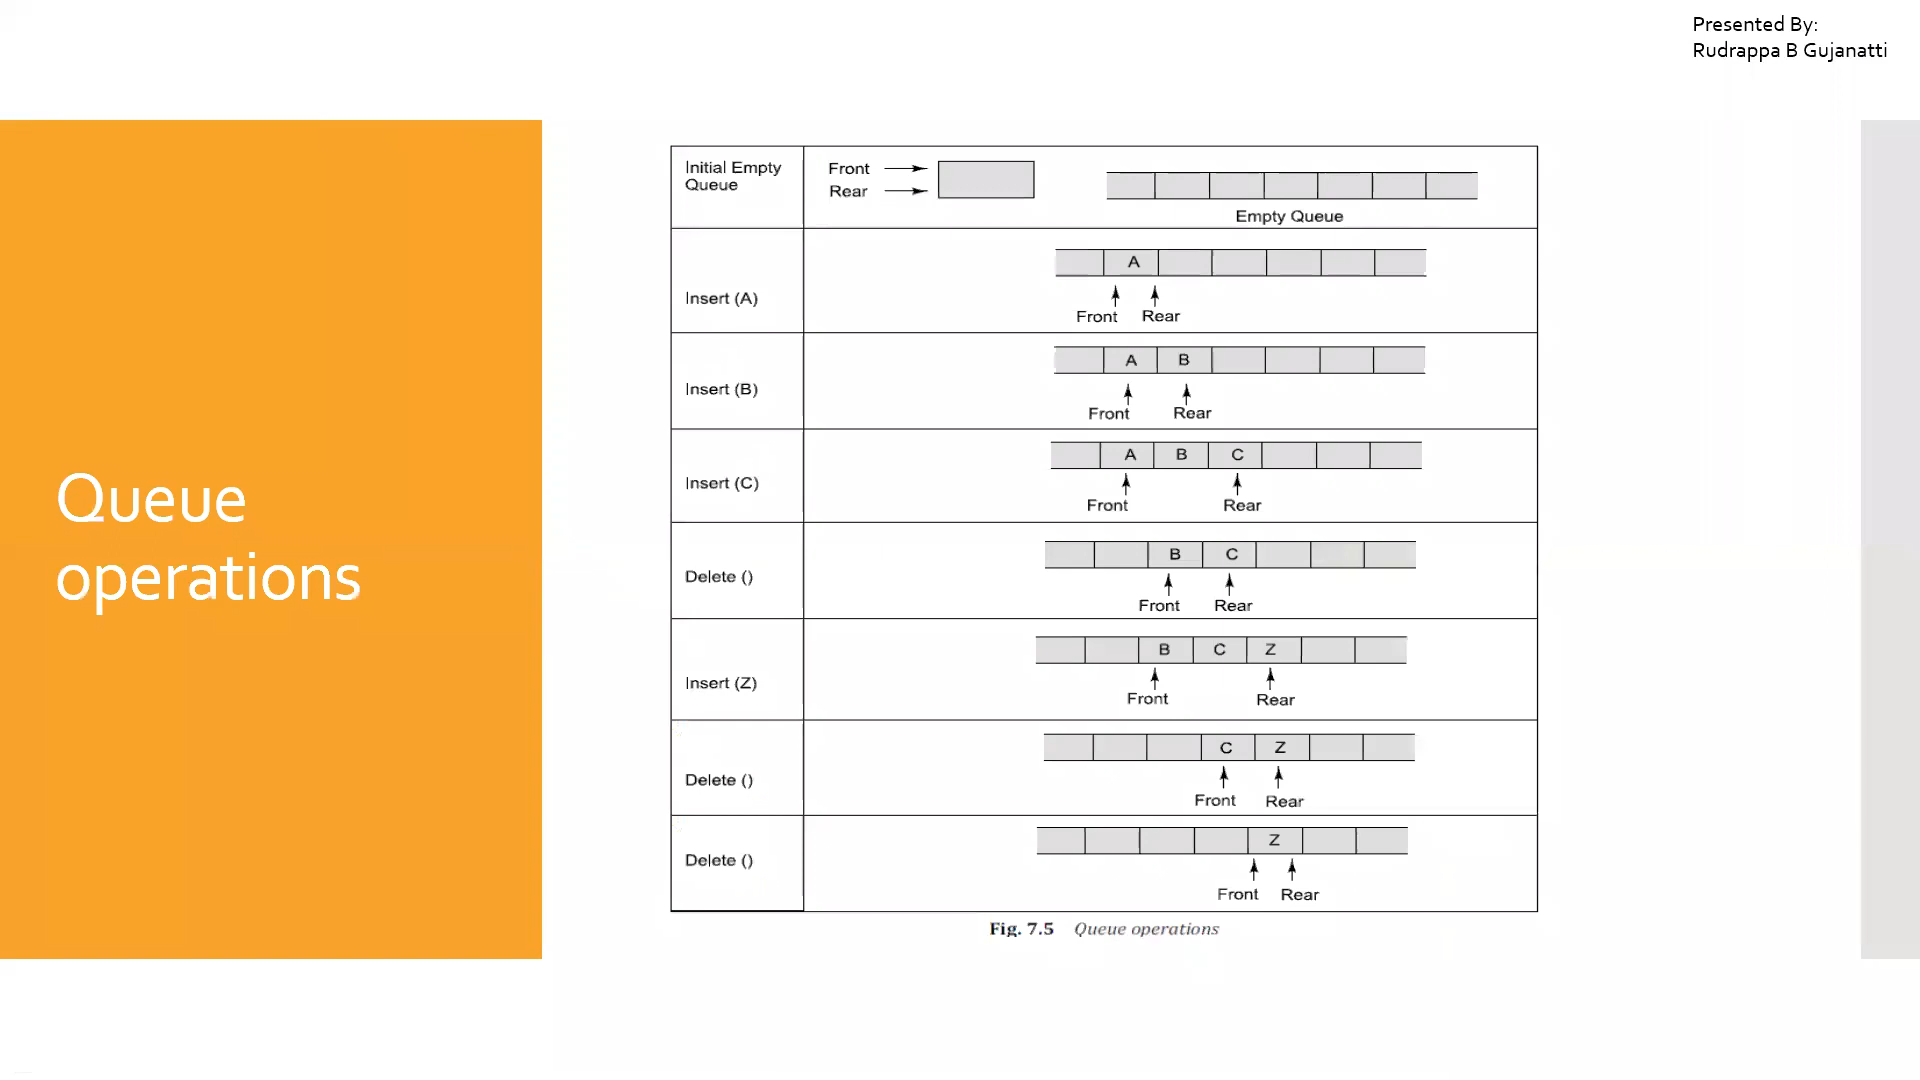 Presented By:
Rudrappa B Gujanatti
Queue
operations
Initial Empty
Queue
Front
Rear
Empty Queue
Insert (A)
A
Front Rear
Insert (B)
A B
Front Rear
Insert (C)
A B C
Front Rear
Delete ()
B C
Front Rear
Insert (Z)
B C Z
Front Rear
Delete ()
C Z
Front Rear
Delete ()
Z
Front Rear
Fig. 7.5 Queue operations